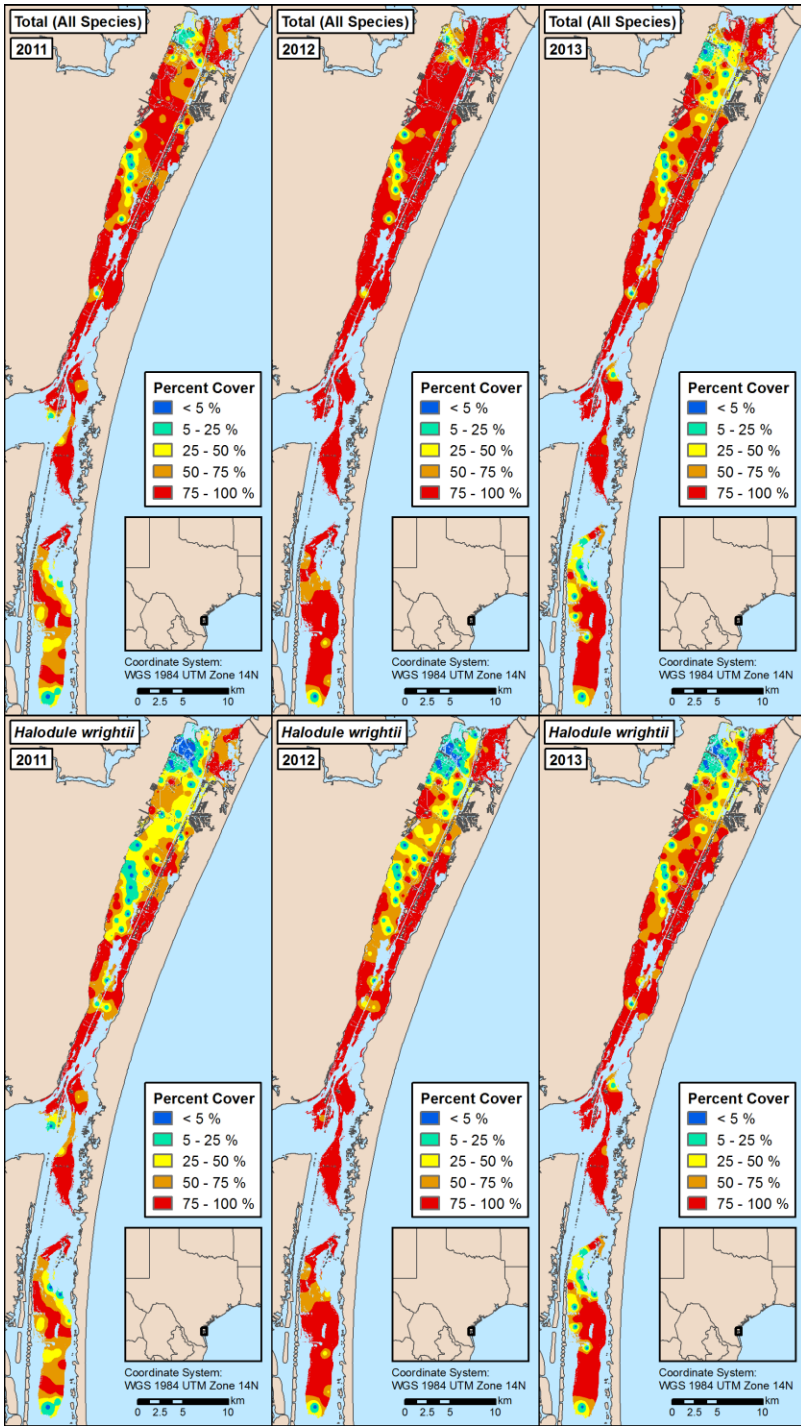 Total (All Species)
2011
Percent Cover
< 5 %
5 - 25 %
25 - 50 %
50 - 75 %
75 - 100 %
Coordinate System:
WGS 1984 UTM Zone 14N
km
0 2.5 5 10
Total (All Species)
2012
Percent Cover
< 5 %
5 - 25 %
25 - 50 %
50 - 75 %
75 - 100 %
Coordinate System:
WGS 1984 UTM Zone 14N
km
0 2.5 5 10
Total (All Species)
2013
Percent Cover
< 5 %
5 - 25 %
25 - 50 %
50 - 75 %
75 - 100 %
Coordinate System:
WGS 1984 UTM Zone 14N
km
0 2.5 5 10
Halodule wrightii
2011
Percent Cover
< 5 %
5 - 25 %
25 - 50 %
50 - 75 %
75 - 100 %
Coordinate System:
WGS 1984 UTM Zone 14N
km
0 2.5 5 10
Halodule wrightii
2012
Percent Cover
< 5 %
5 - 25 %
25 - 50 %
50 - 75 %
75 - 100 %
Coordinate System:
WGS 1984 UTM Zone 14N
km
0 2.5 5 10
Halodule wrightii
2013
Percent Cover
< 5 %
5 - 25 %
25 - 50 %
50 - 75 %
75 - 100 %
Coordinate System:
WGS 1984 UTM Zone 14N
km
0 2.5 5 10